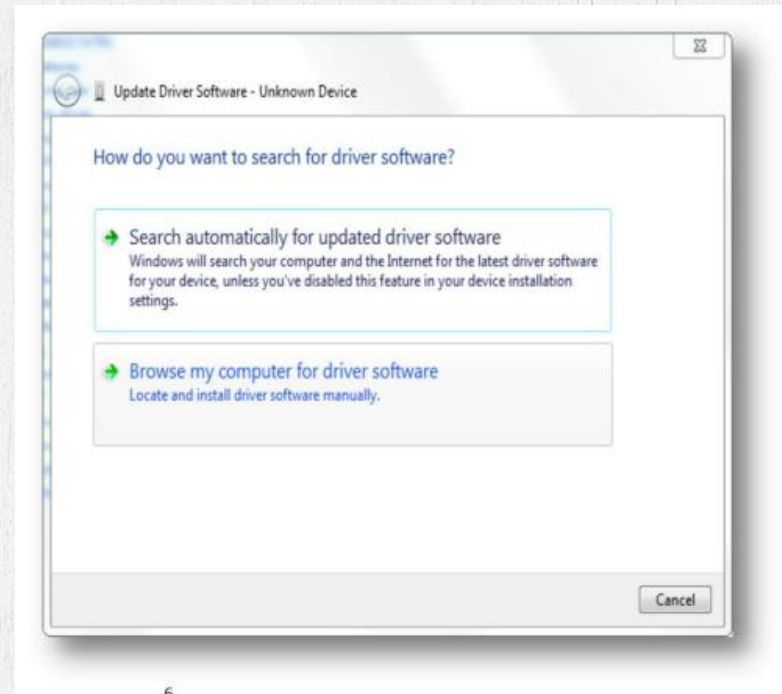 Update Driver Software - Unknown Device
How do you want to search for driver software?
Search automatically for updated driver software
Windows will search your computer and the Internet for the latest driver software
for your device, unless you've disabled this feature in your device installation
settings.
Browse my computer for driver software
Locate and install driver software manually.
Cancel
6